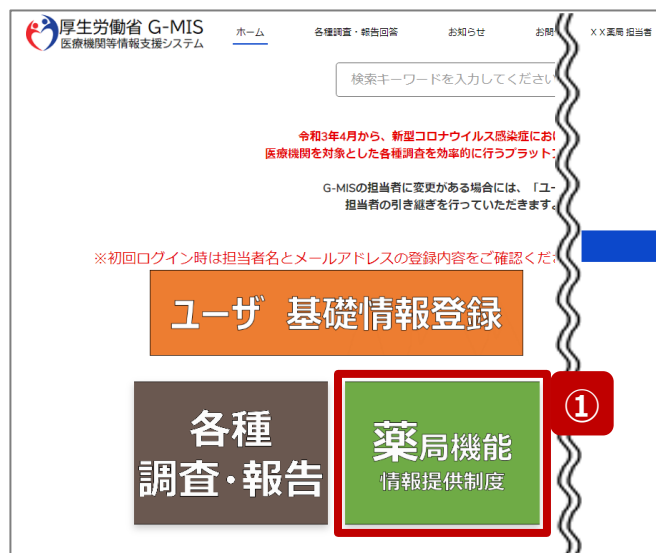 厚生労働省 G-MIS
医療機関等情報支援システム
ホーム 各種調査・報告回答 お知らせ お問 XX薬局 担当者
検索キーワードを入力してください
令和3年4月から、新型コロナウイルス感染症にお
医療機関を対象とした各種調査を効率的に行うプラット
G-MISの担当者に変更がある場合には、「ユー
担当者の引き継ぎを行っていただきます
※初回ログイン時は担当者名とメールアドレスの登録内容をご確認くだ
ユーザ 基礎情報登録
各種
調査・報告
薬局機能
情報提供制度
①